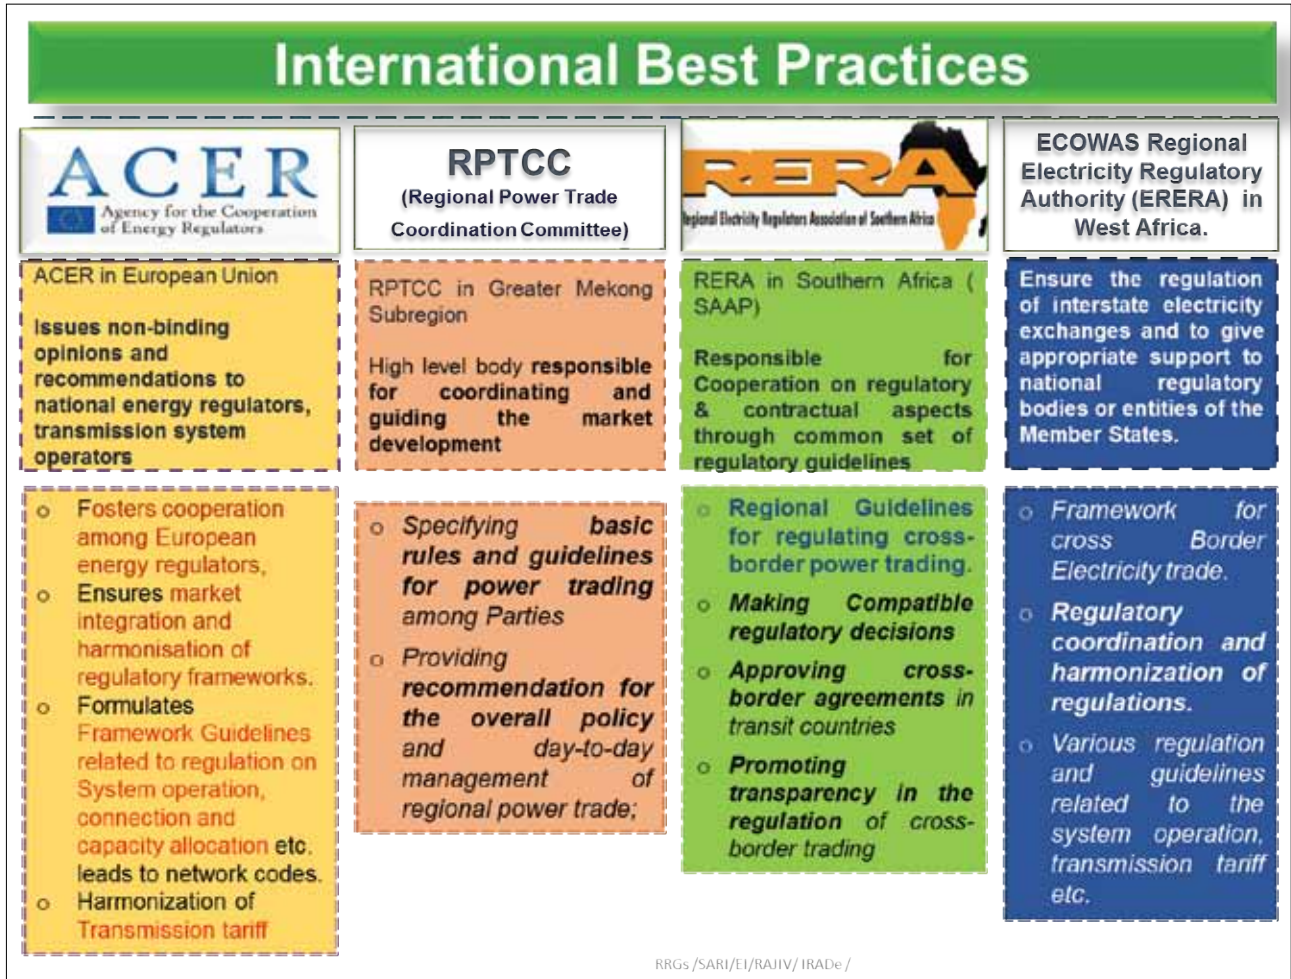 International Best Practices
ACER
Agency for the Cooperation
of Energy Regulators
RPTCC
(Regional Power Trade
Coordination Committee)
RERA
Regional Electricity Regulators Association of Southern Africa
ECOWAS Regional
Electricity Regulatory
Authority (ERERA) in
West Africa.
ACER in European Union
Issues non-binding
opinions and
recommendations to
national energy regulators,
transmission system
operators
RPTCC in Greater Mekong
Subregion
High level body responsible
for coordinating and
guiding the market
development
RERA in Southern Africa (
SAAP)
Responsible for
Cooperation on regulatory
& contractual aspects
through common set of
regulatory guidelines
Ensure the regulation
of interstate electricity
exchanges and to give
appropriate support to
national regulatory
bodies or entities of the
Member States.
o Fosters cooperation
among European
energy regulators,
o Ensures market
integration and
harmonisation of
regulatory frameworks.
o Formulates
Framework Guidelines
related to regulation on
System operation,
connection and
capacity allocation etc.
leads to network codes.
o Harmonization of
Transmission tariff
o Specifying basic
rules and guidelines
for power trading
among Parties
o Providing
recommendation for
the overall policy
and day-to-day
management of
regional power trade;
o Regional Guidelines
for regulating cross-
border power trading.
o Making Compatible
regulatory decisions
o Approving cross-
border agreements in
transit countries
o Promoting
transparency in the
regulation of cross-
border trading
o Framework for
cross Border
Electricity trade.
o Regulatory
coordination and
harmonization of
regulations.
o Various regulation
and guidelines
related to the
system operation,
transmission tariff
etc.
RRGs /SARI/EI/RAJIV/ IRADe /